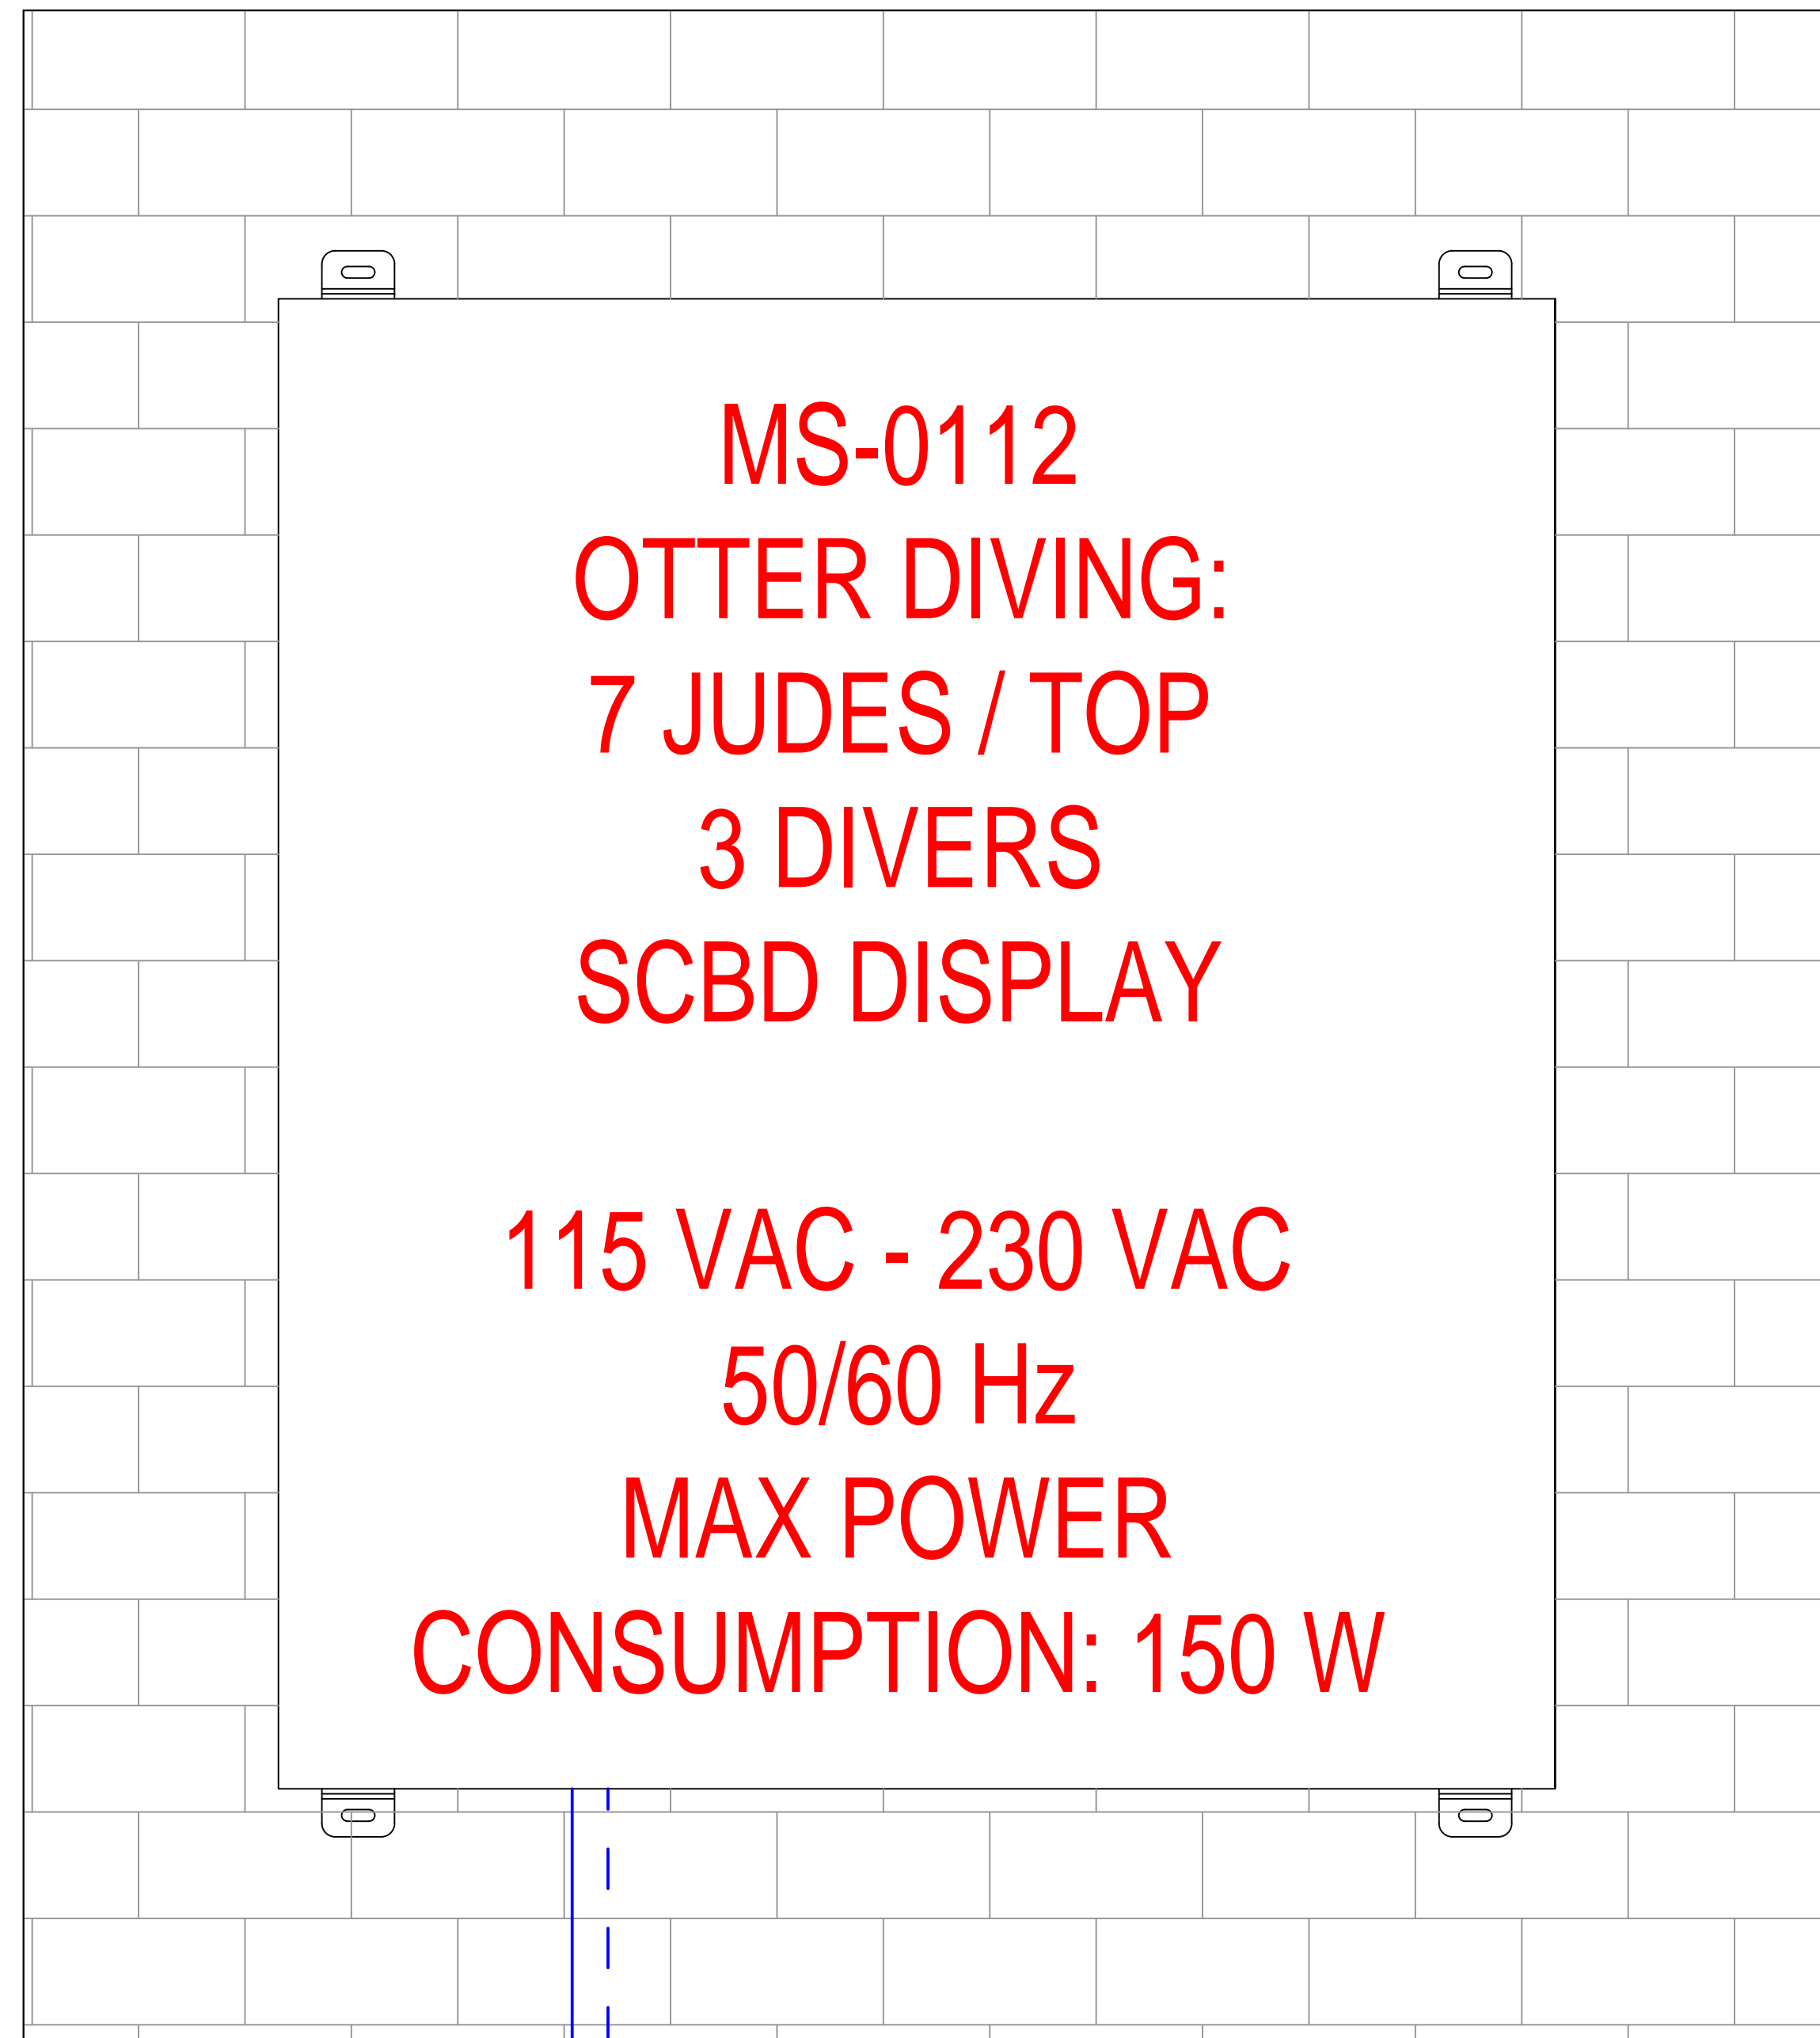 MS-0112
OTTER DIVING:
7 JUDES / TOP
3 DIVERS
SCBD DISPLAY
115 VAC - 230 VAC
50/60 Hz
MAX POWER
CONSUMPTION: 150 W